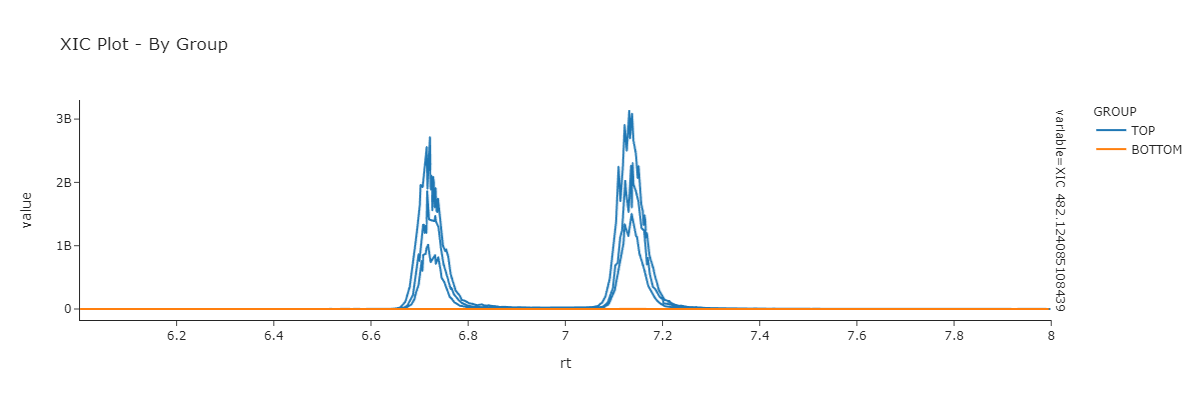 XIC Plot - By Group
3B
2B
1B
0
value
6.2
6.4
6.6
6.8
7
7.2
7.4
7.6
7.8
8
rt
variable=XIC 482.124085108439
GROUP
TOP
BOTTOM